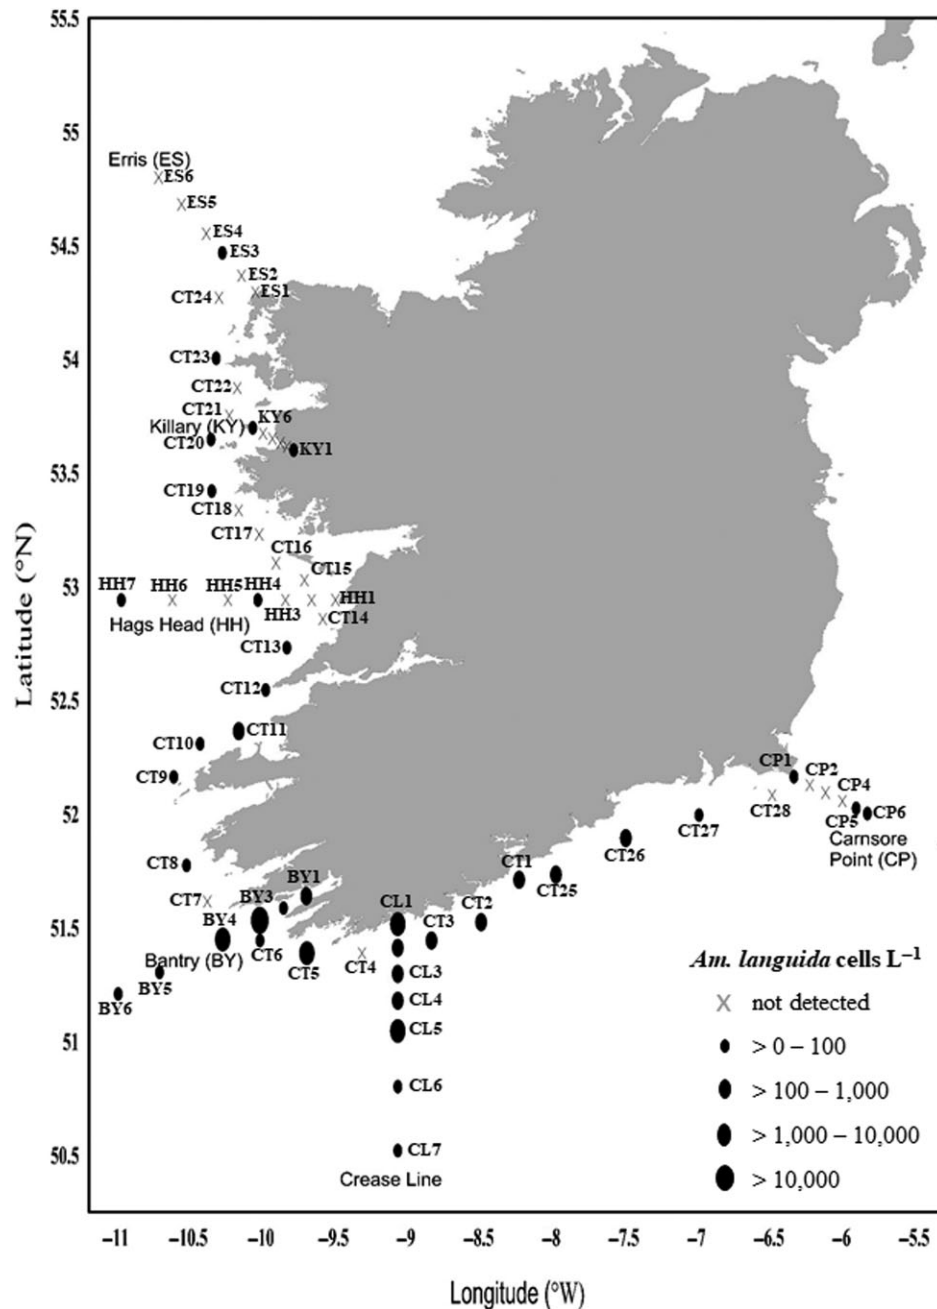 55.5
55
54.5
54
53.5
53
52.5
52
51.5
51
50.5
Latitude (°N)
Erris (ES)
ES6
ES5
ES4
ES3
ES2
ES1
CT24
CT23
CT22
CT21
KY6
Killary (KY)
CT20
KY1
CT19
CT18
CT17
CT16
CT15
HH7
HH6
HH5
HH4
HH3
HH1
Hags Head (HH)
CT14
CT13
CT12
CT11
CT10
CT9
CP1
CP2
CP4
CT28
CP5
CP6
Carnsore
Point (CP)
CT27
CT26
CT8
CT1
CT25
BY1
CT7
BY3
CL1
CT2
BY4
CT3
CT6
Bantry (BY)
CT5
CT4
BY5
BY6
CL3
CL4
CL5
CL6
CL7
Crease Line
Am. languida cells L–1
X not detected
> 0 – 100
> 100 – 1,000
> 1,000 – 10,000
> 10,000
–11 –10.5 –10 –9.5 –9 –8.5 –8 –7.5 –7 –6.5 –6 –5.5
Longitude (°W)